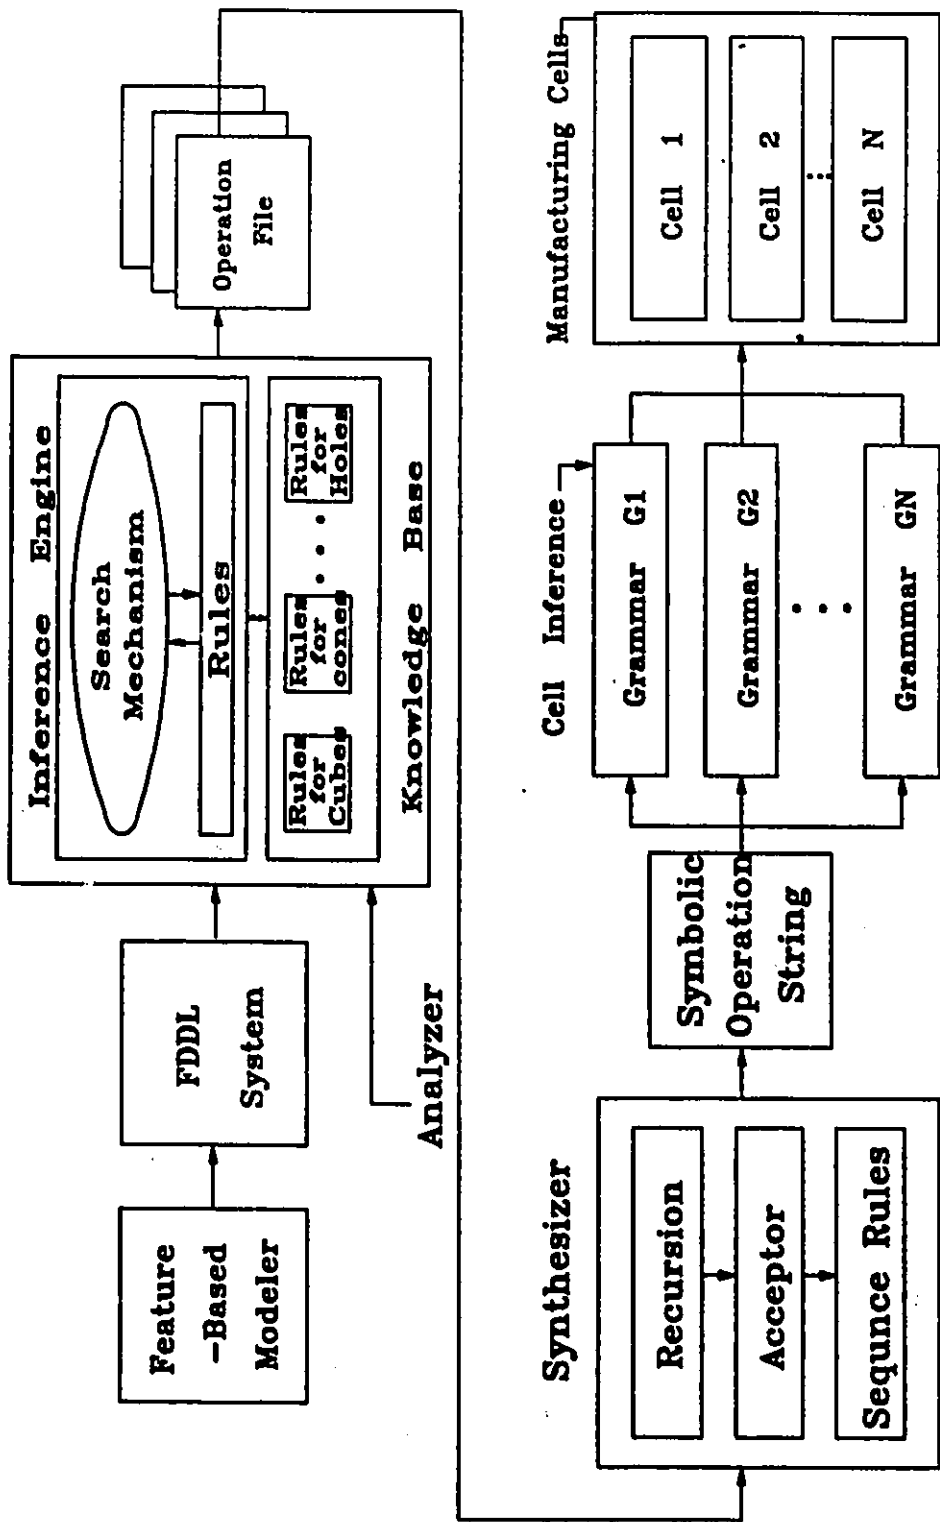 Feature
-Based
Modeler
FDDL
System
Analyzer
Inference Engine
Search
Mechanism
Rules
Rules
for
Cubes
Rules
for
cones
• • •
Rules
for
Holes
Knowledge Base
Operation
File
Synthesizer
Recursion
Acceptor
Sequnce Rules
Symbolic
Operation
String
Cell Inference
Grammar G1
Grammar G2
• • •
Grammar GN
Manufacturing Cells
Cell 1
Cell 2
...
Cell N